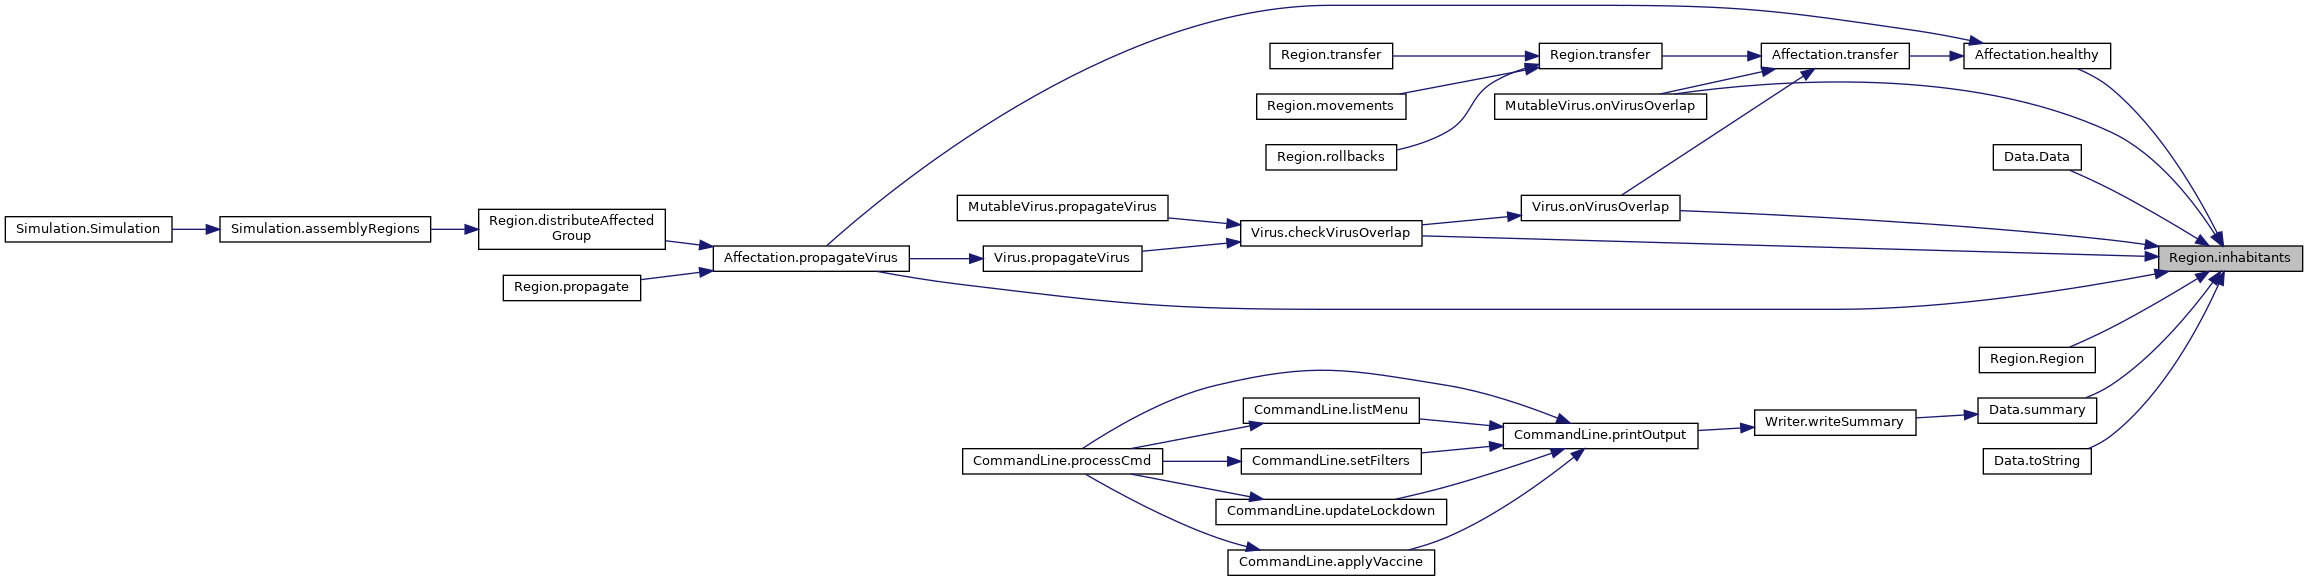 Region.transfer
Region.transfer
Affectation.transfer
Affectation.healthy
Region.movements
MutableVirus.onVirusOverlap
Region.rollbacks
Data.Data
MutableVirus.propagateVirus
Virus.onVirusOverlap
Simulation.Simulation
Simulation.assemblyRegions
Region.distributeAffected
Group
Virus.checkVirusOverlap
Affectation.propagateVirus
Virus.propagateVirus
Region.inhabitants
Region.propagate
Region.Region
CommandLine.listMenu
Data.summary
Writer.writeSummary
CommandLine.printOutput
CommandLine.processCmd
CommandLine.setFilters
Data.toString
CommandLine.updateLockdown
CommandLine.applyVaccine